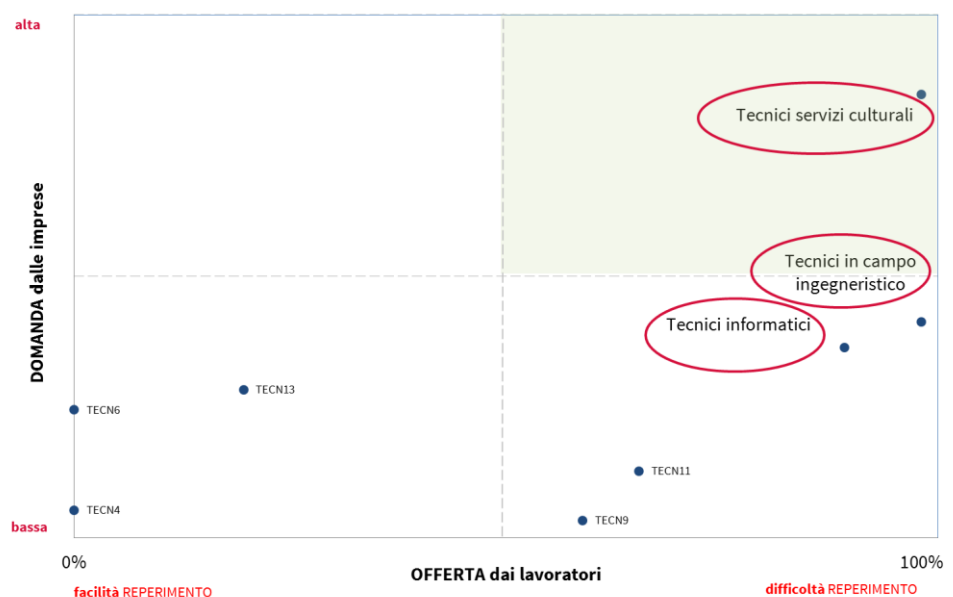 alta
Tecnici servizi culturali
DOMANDA dalle imprese
Tecnici in campo
ingegneristico
Tecnici informatici
TECN13
TECN6
TECN11
TECN4
TECN9
bassa
0%
100%
OFFERTA dai lavoratori
facilità REPERIMENTO
difficoltà REPERIMENTO